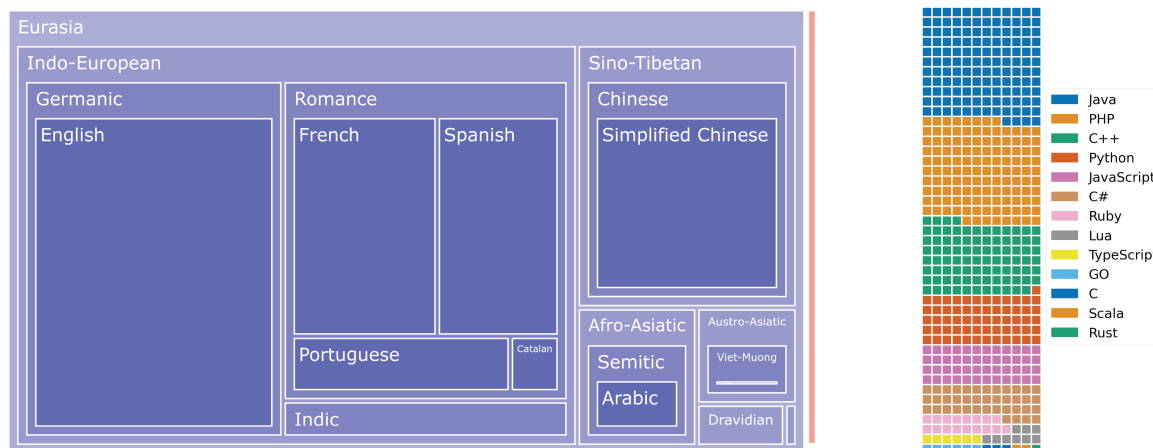 Eurasia
Indo-European
Sino-Tibetan
Germanic
Romance
Chinese
English
French
Spanish
Simplified Chinese
Portuguese
Catalan
Indic
Afro-Asiatic
Austro-Asiatic
Semitic
Viet-Muong
Arabic
Dravidian
Java
PHP
C++
Python
JavaScript
C#
Ruby
Lua
TypeScrip
GO
C
Scala
Rust